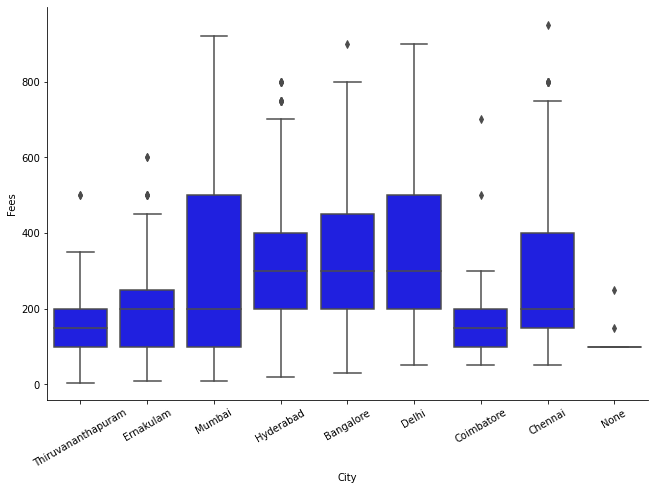 800
600
Fees
400
200
0
Thiruvananthapuram
Ernakulam
Mumbai
Hyderabad
Bangalore
Delhi
Coimbatore
Chennai
None
City